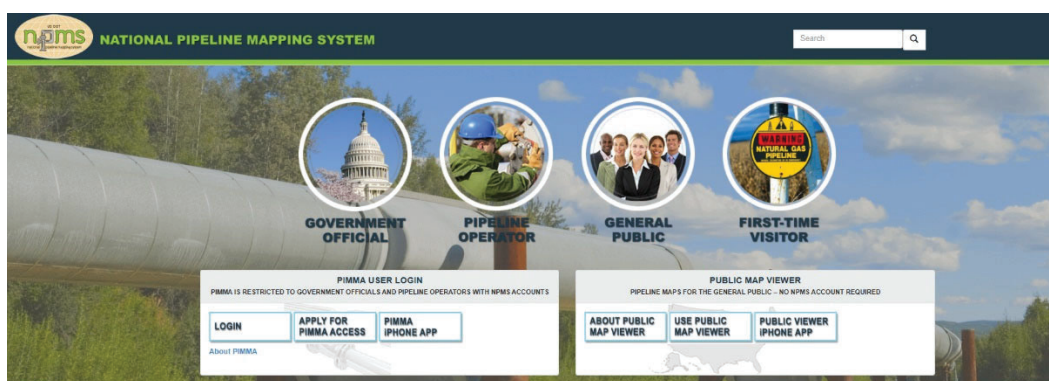 US DOT
npms
NATIONAL PIPELINE MAPPING SYSTEM
Search
WARNING
NATURAL GAS
PIPELINE
GOVERNMENT
OFFICIAL
PIPELINE
OPERATOR
GENERAL
PUBLIC
FIRST-TIME
VISITOR
PIMMA USER LOGIN
PIMMA IS RESTRICTED TO GOVERNMENT OFFICIALS AND PIPELINE OPERATORS WITH NPMS ACCOUNTS
LOGIN
APPLY FOR
PIMMA ACCESS
PIMMA
iPHONE APP
About PIMMA
PUBLIC MAP VIEWER
PIPELINE MAPS FOR THE GENERAL PUBLIC – NO NPMS ACCOUNT REQUIRED
ABOUT PUBLIC
MAP VIEWER
USE PUBLIC
MAP VIEWER
PUBLIC VIEWER
iPHONE APP